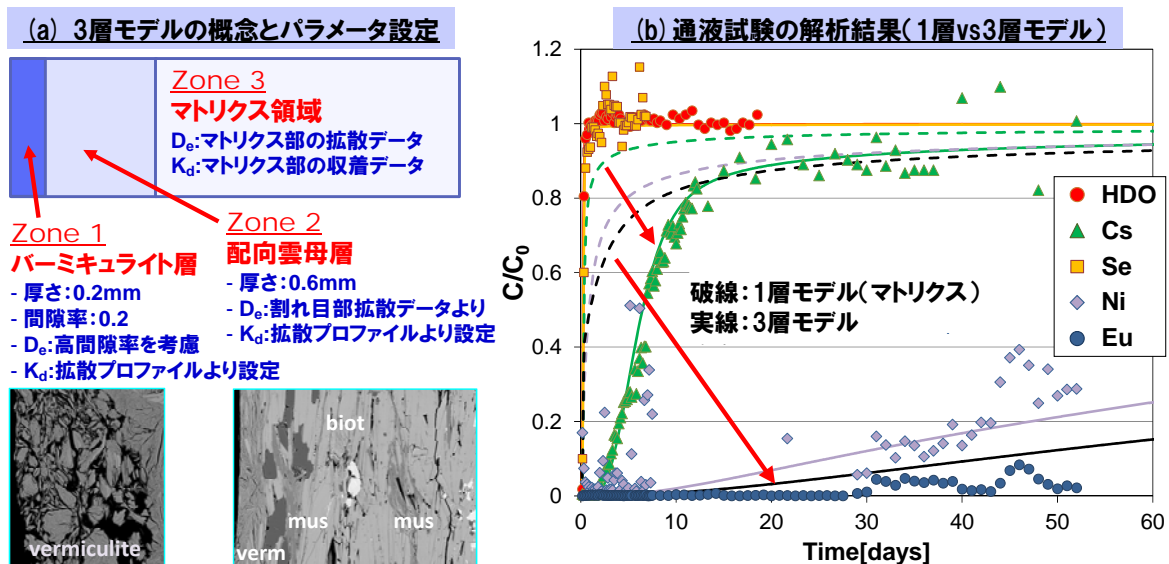 (a) 3層モデルの概念とパラメータ設定
Zone 3
マトリクス領域
De:マトリクス部の拡散データ
Kd:マトリクス部の収着データ
Zone 1
バーミキュライト層
- 厚さ:0.2mm
- 間隙率:0.2
- De:高間隙率を考慮
- Kd:拡散プロファイルより設定
Zone 2
配向雲母層
- 厚さ:0.6mm
- De:割れ目部拡散データより
- Kd:拡散プロファイルより設定
vermiculite
biot
mus
mus
verm
(b) 通液試験の解析結果(1層vs3層モデル)
C/C0
1.2
1
0.8
0.6
0.4
0.2
0
0
10
20
30
40
50
60
Time[days]
破線:1層モデル(マトリクス)
実線:3層モデル
HDO
Cs
Se
Ni
Eu